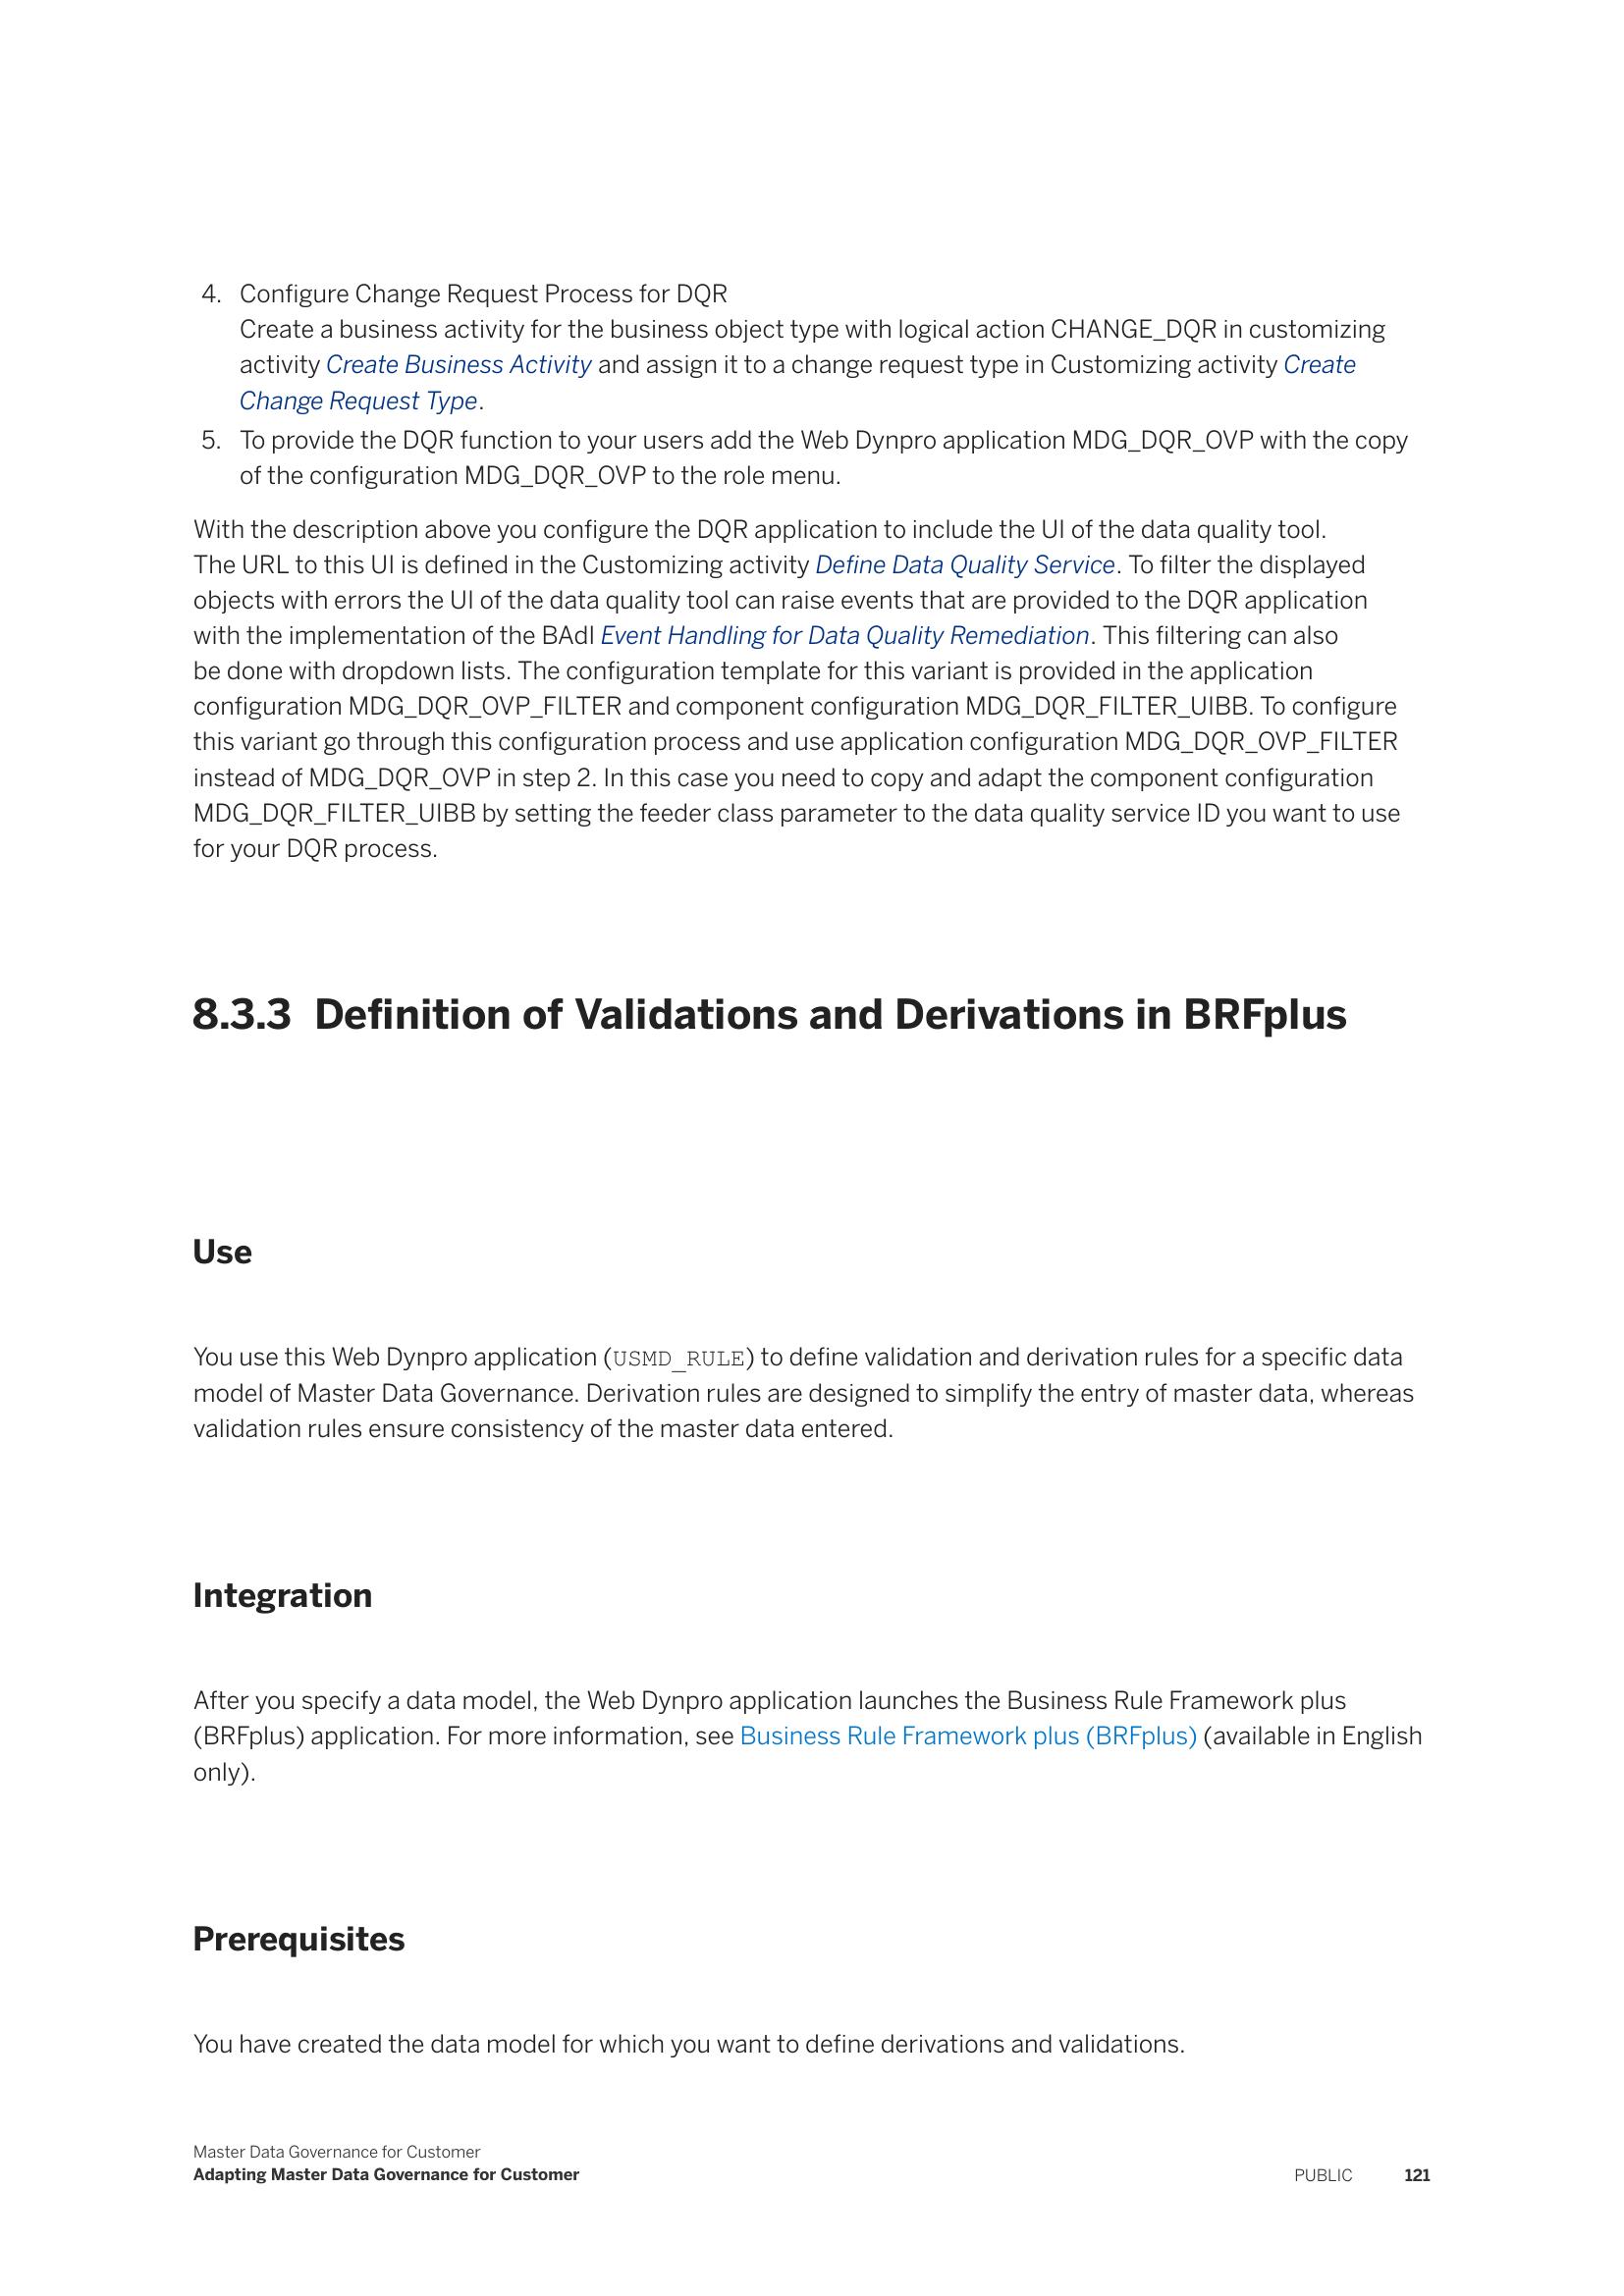 4. Configure Change Request Process for DQR
Create a business activity for the business object type with logical action CHANGE_DQR in customizing
activity Create Business Activity and assign it to a change request type in Customizing activity Create
Change Request Type.
5. To provide the DQR function to your users add the Web Dynpro application MDG_DQR_OVP with the copy
of the configuration MDG_DQR_OVP to the role menu.
With the description above you configure the DQR application to include the UI of the data quality tool.
The URL to this UI is defined in the Customizing activity Define Data Quality Service. To filter the displayed
objects with errors the UI of the data quality tool can raise events that are provided to the DQR application
with the implementation of the BAdI Event Handling for Data Quality Remediation. This filtering can also
be done with dropdown lists. The configuration template for this variant is provided in the application
configuration MDG_DQR_OVP_FILTER and component configuration MDG_DQR_FILTER_UIBB. To configure
this variant go through this configuration process and use application configuration MDG_DQR_OVP_FILTER
instead of MDG_DQR_OVP in step 2. In this case you need to copy and adapt the component configuration
MDG_DQR_FILTER_UIBB by setting the feeder class parameter to the data quality service ID you want to use
for your DQR process.
8.3.3 Definition of Validations and Derivations in BRFplus
Use
You use this Web Dynpro application (USMD_RULE) to define validation and derivation rules for a specific data
model of Master Data Governance. Derivation rules are designed to simplify the entry of master data, whereas
validation rules ensure consistency of the master data entered.
Integration
After you specify a data model, the Web Dynpro application launches the Business Rule Framework plus
(BRFplus) application. For more information, see Business Rule Framework plus (BRFplus) (available in English
only).
Prerequisites
You have created the data model for which you want to define derivations and validations.
Master Data Governance for Customer
Adapting Master Data Governance for Customer
PUBLIC 121